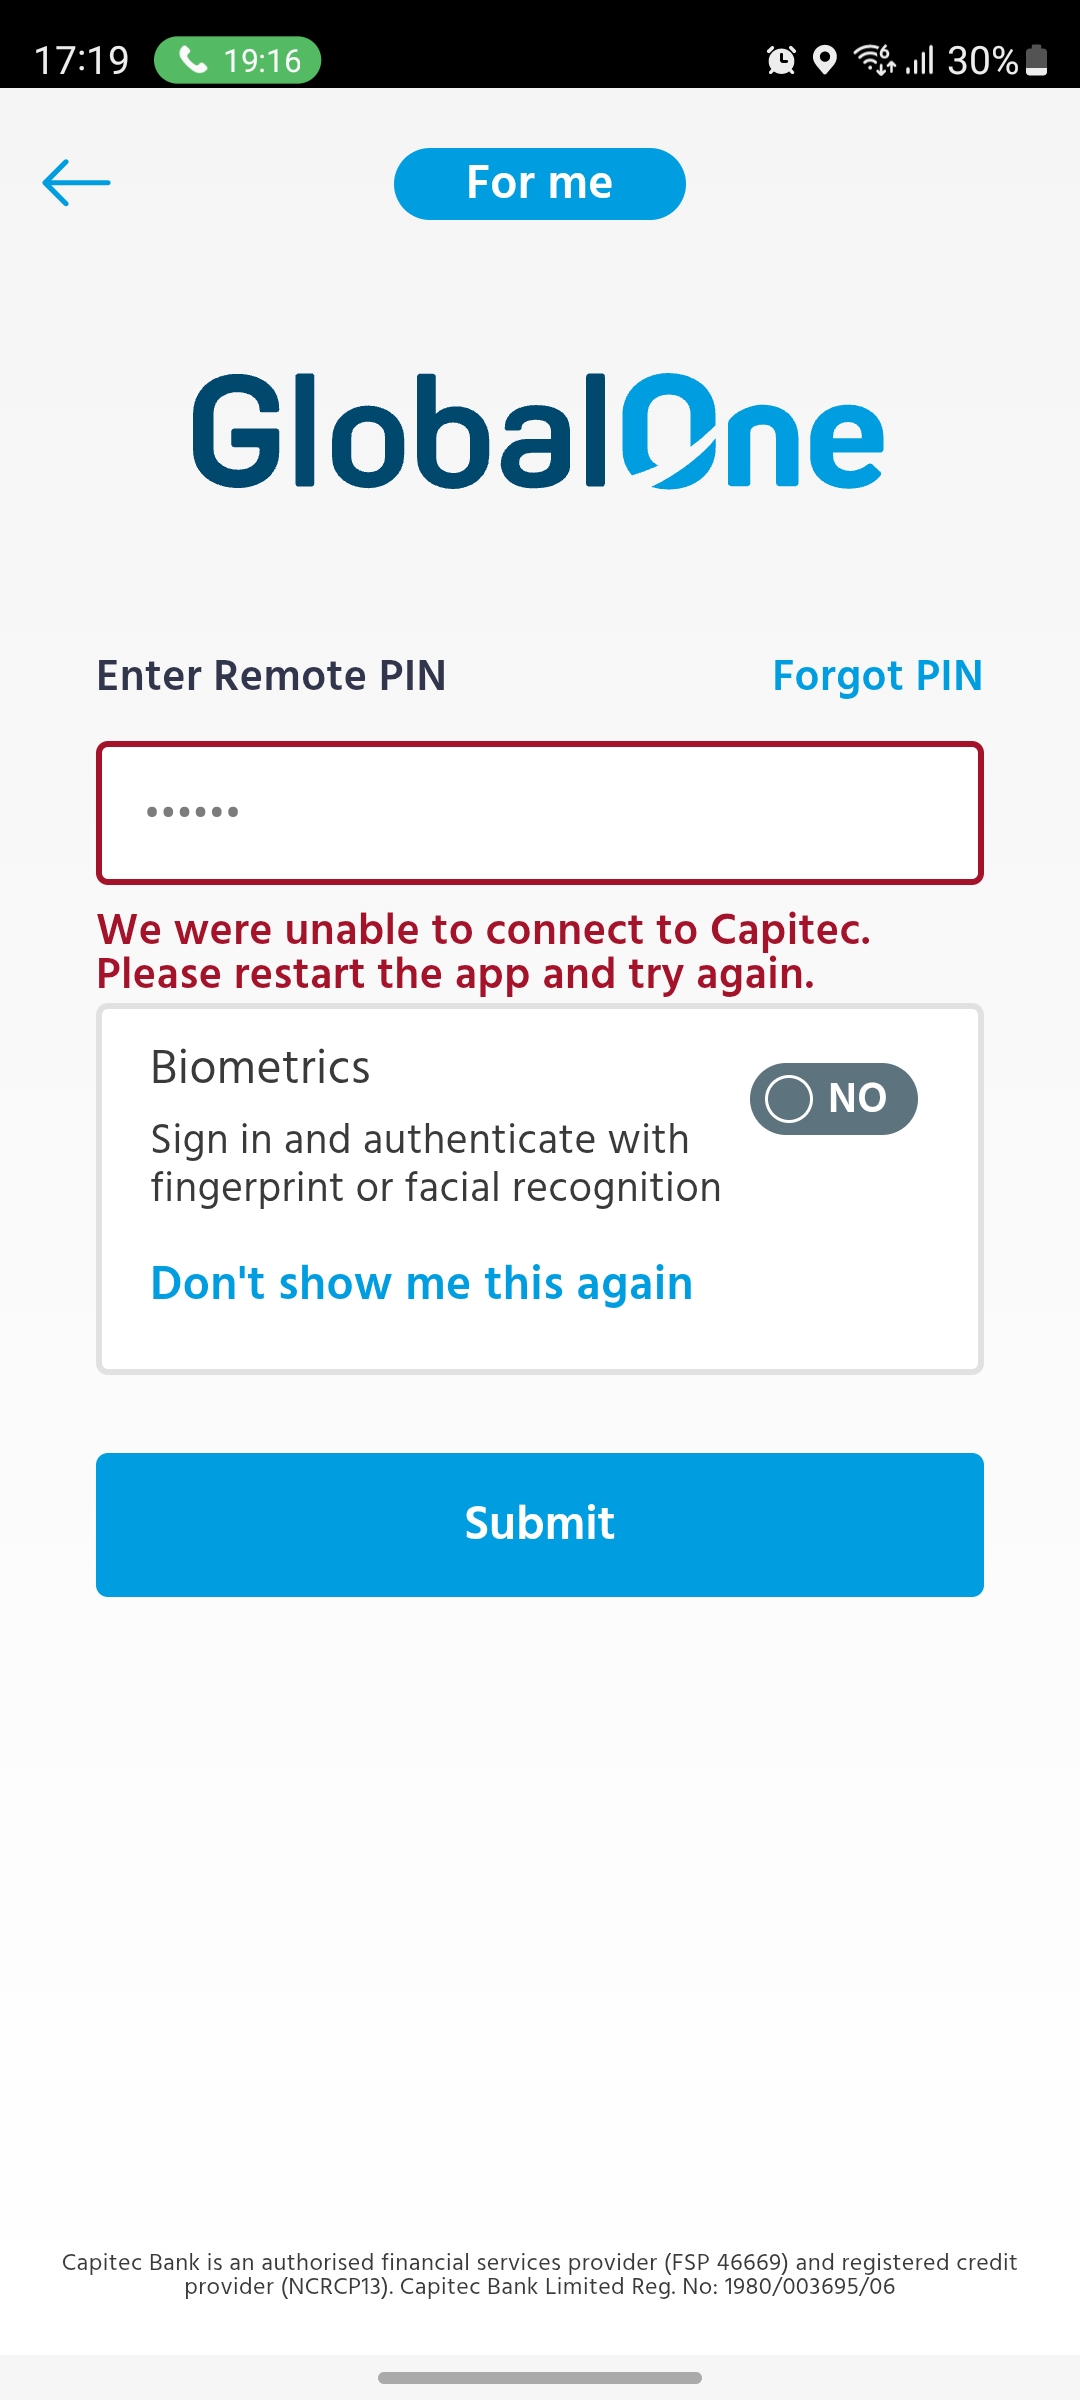 17:19 19:16 30%
For me
GlobalOne
Enter Remote PIN Forgot PIN
••••••
We were unable to connect to Capitec.
Please restart the app and try again.
Biometrics
NO
Sign in and authenticate with
fingerprint or facial recognition
Don't show me this again
Submit
Capitec Bank is an authorised financial services provider (FSP 46669) and registered credit
provider (NCRCP13). Capitec Bank Limited Reg. No: 1980/003695/06